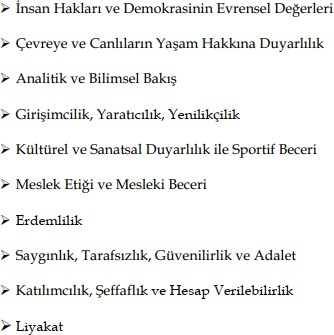 ➢ İnsan Hakları ve Demokrasinin Evrensel Değerleri
➢ Çevreye ve Canlıların Yaşam Hakkına Duyarlılık
➢ Analitik ve Bilimsel Bakış
➢ Girişimcilik, Yaratıcılık, Yenilikçilik
➢ Kültürel ve Sanatsal Duyarlılık ile Sportif Beceri
➢ Meslek Etiği ve Mesleki Beceri
➢ Erdemlilik
➢ Saygınlık, Tarafsızlık, Güvenilirlik ve Adalet
➢ Katılımcılık, Şeffaflık ve Hesap Verilebilirlik
➢ Liyakat